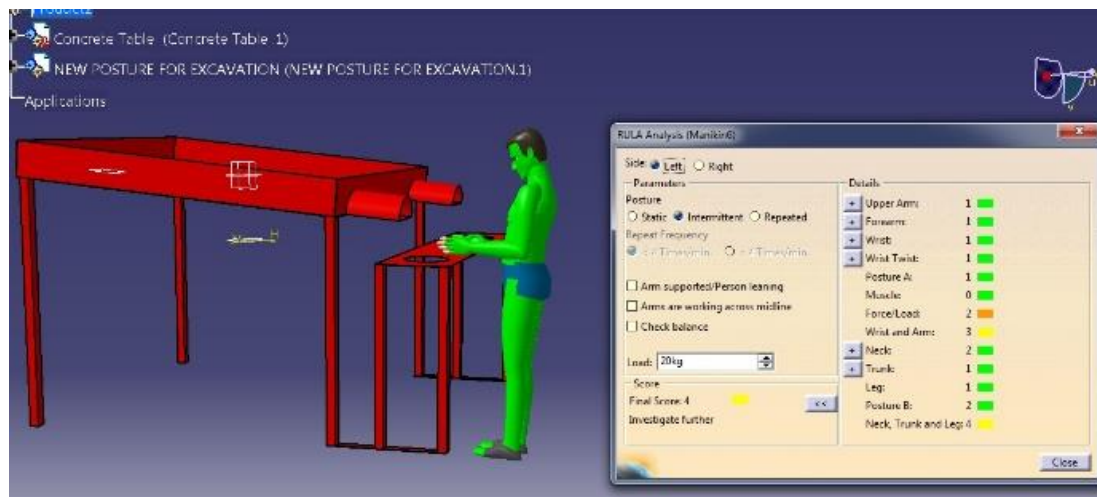 Product2
Concrete Table (Concrete Table .1)
NEW POSTURE FOR EXCAVATION (NEW POSTURE FOR EXCAVATION.1)
Applications
RULA Analysis (Manikin6)
Side: Left Right
Parameters
Posture
Static Intermittent Repeated
Repeat Frequency
Arm supported/Person leaning
Arms are working across midline
Check balance
Load: 20kg
Score
Final Score: 4
<<
Investigate further
Details
+ Upper Arm: 1
+ Forearm: 1
+ Wrist: 1
+ Wrist Twist: 1
Posture A: 1
Muscle: 0
Force/Load: 2
Wrist and Arm: 3
+ Neck: 2
+ Trunk: 1
Leg: 1
Posture B: 2
Neck, Trunk and Leg: 4
Close